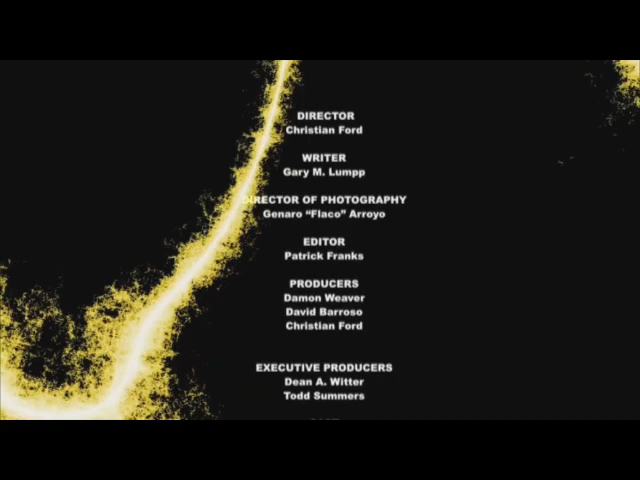 DIRECTOR
Christian Ford
WRITER
Gary M. Lumpp
DIRECTOR OF PHOTOGRAPHY
Genaro “Flaco” Arroyo
EDITOR
Patrick Franks
PRODUCERS
Damon Weaver
David Barroso
Christian Ford
EXECUTIVE PRODUCERS
Dean A. Witter
Todd Summers